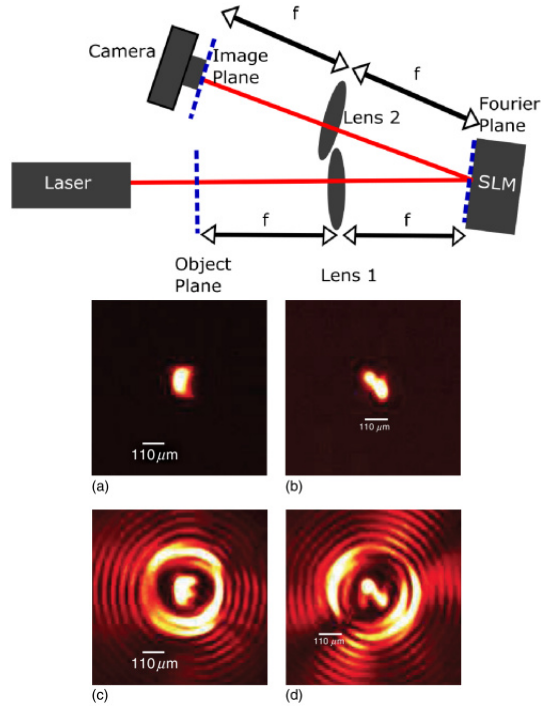 f
Camera
Image
Plane
f
Fourier
Plane
Lens 2
Laser
SLM
f
f
Object
Plane
Lens 1
110 μm
110 μm
(a)
(b)
110 μm
110 μm
(c)
(d)